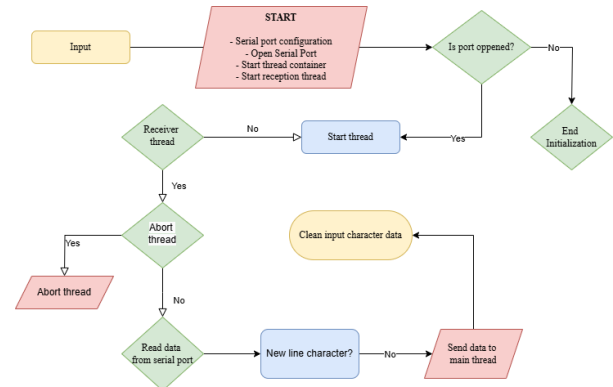 START
Input
- Serial port configuration
- Open Serial Port
- Start thread container
- Start reception thread
Is port oppened?
No
Receiver
thread
No
Start thread
Yes
End
Initialization
Yes
Abort
thread
Yes
Clean input character data
Abort thread
No
Read data
from serial port
New line character?
No
Send data to
main thread